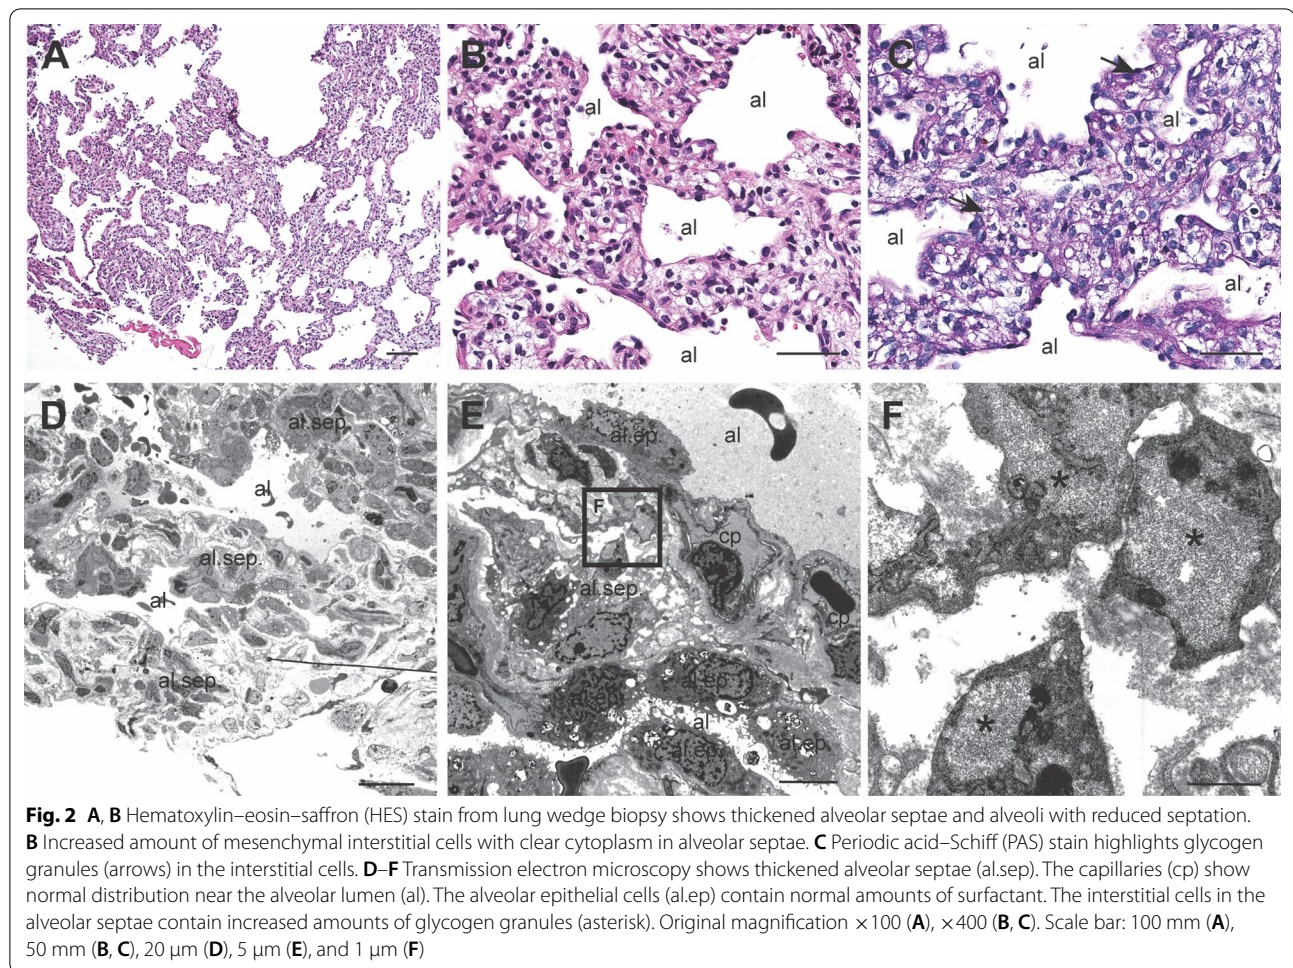 A
B
al
al
al
al
C
al
al
al
al
al
D
al.sep.
al
al.sep.
al
al.sep.
E
al.ep
al
F
cp
al.sep.
cp
al.ep
al
al.ep
al.ep
F
*
*
*
Fig. 2 A, B Hematoxylin–eosin–saffron (HES) stain from lung wedge biopsy shows thickened alveolar septae and alveoli with reduced septation.
B Increased amount of mesenchymal interstitial cells with clear cytoplasm in alveolar septae. C Periodic acid–Schiff (PAS) stain highlights glycogen
granules (arrows) in the interstitial cells. D–F Transmission electron microscopy shows thickened alveolar septae (al.sep). The capillaries (cp) show
normal distribution near the alveolar lumen (al). The alveolar epithelial cells (al.ep) contain normal amounts of surfactant. The interstitial cells in the
alveolar septae contain increased amounts of glycogen granules (asterisk). Original magnification ×100 (A), ×400 (B, C). Scale bar: 100 mm (A),
50 mm (B, C), 20 μm (D), 5 μm (E), and 1 μm (F)